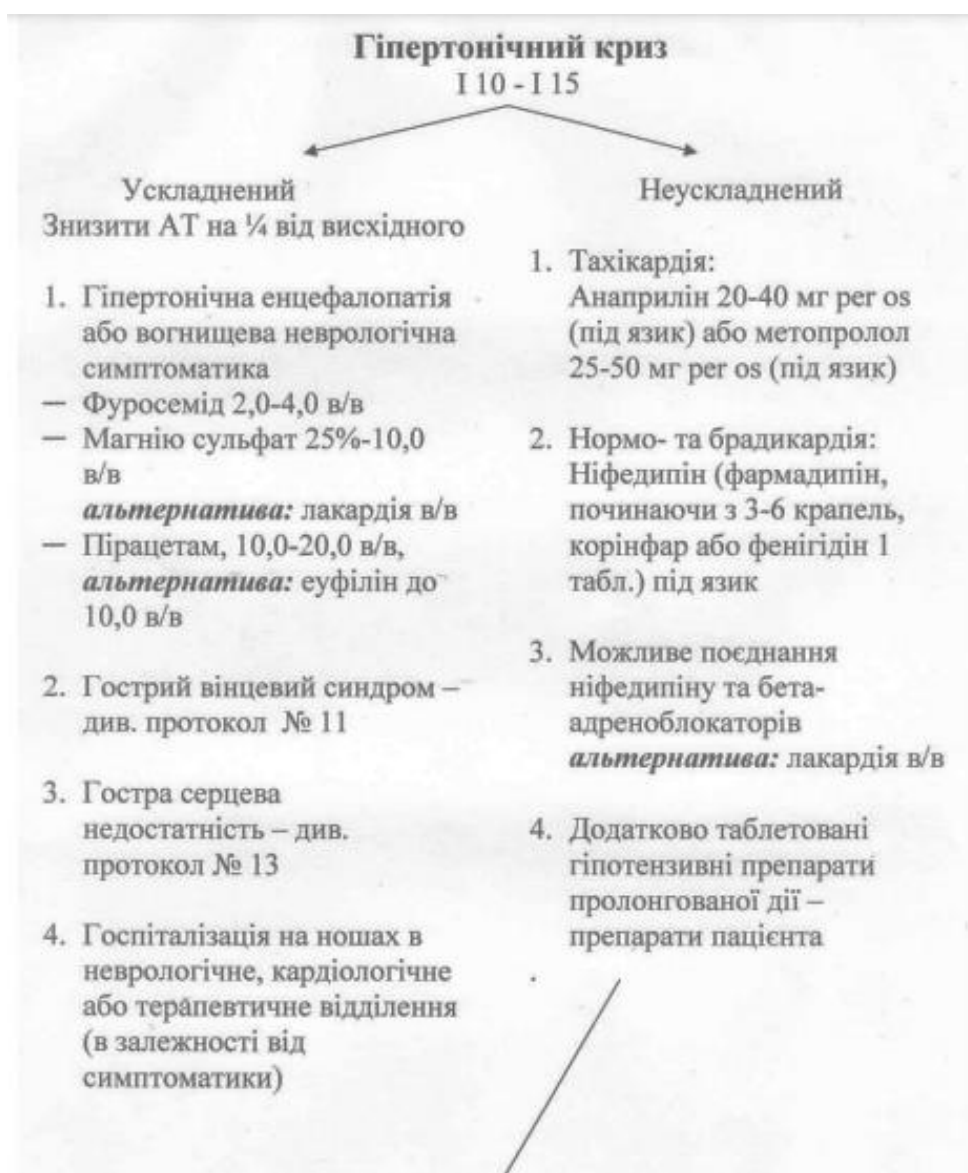 Гіпертонічний криз
І 10 - І 15
Ускладнений
Знизити АТ на ¼ від висхідного
1. Гіпертонічна енцефалопатія
або вогнищева неврологічна
симптоматика
— Фуросемід 2,0-4,0 в/в
— Магнію сульфат 25%-10,0
в/в
альтернатива: лакардія в/в
— Пірацетам, 10,0-20,0 в/в,
альтернатива: еуфілін до
10,0 в/в
2. Гострий вінцевий синдром –
див. протокол № 11
3. Гостра серцева
недостатність – див.
протокол № 13
4. Госпіталізація на ношах в
неврологічне, кардіологічне
або терапевтичне відділення
(в залежності від
симптоматики)
Неускладнений
1. Тахікардія:
Анаприлін 20-40 мг per os
(під язик) або метопролол
25-50 мг per os (під язик)
2. Нормо- та брадикардія:
Ніфедипін (фармадипін,
починаючи з 3-6 крапель,
корінфар або фенігідін 1
табл.) під язик
3. Можливе поєднання
ніфедипіну та бета-
адреноблокаторів
альтернатива: лакардія в/в
4. Додатково таблетовані
гіпотензивні препарати
пролонгованої дії –
препарати пацієнта